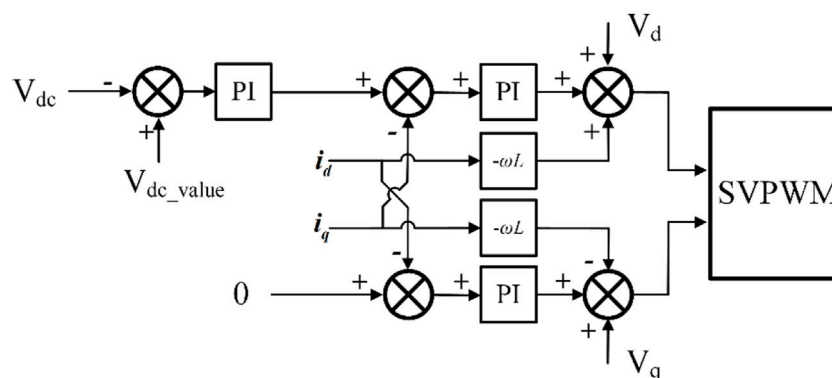 V_d
+
V_dc - PI + + PI + +
+ - +
V_dc_value
i_d -ωL
SVPWM
i_q -ωL
- -
0 + + PI + +
V_q